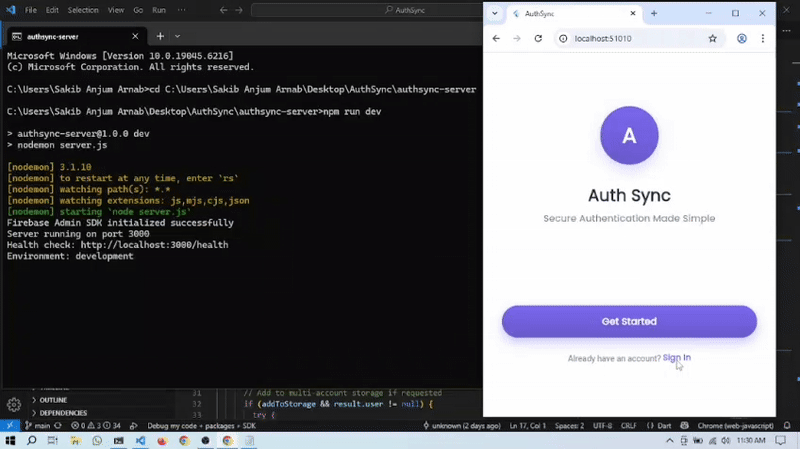 File Edit Selection View Go Run ...
AuthSync
authsync-server
Microsoft Windows [Version 10.0.19045.6216]
(c) Microsoft Corporation. All rights reserved.
C:\Users\Sakib Anjum Arnab>cd C:\Users\Sakib Anjum Arnab\Desktop\AuthSync\authsync-server
C:\Users\Sakib Anjum Arnab\Desktop\AuthSync\authsync-server>npm run dev
> authsync-server@1.0.0 dev
> nodemon server.js
[nodemon] 3.1.10
[nodemon] to restart at any time, enter `rs`
[nodemon] watching path(s): *.*
[nodemon] watching extensions: js,mjs,cjs,json
[nodemon] starting `node server.js`
Firebase Admin SDK initialized successfully
Server running on port 3000
Health check: http://localhost:3000/health
Environment: development
AuthSync
localhost:51010
A
Auth Sync
Secure Authentication Made Simple
Get Started
Already have an account? Sign In
OUTLINE
DEPENDENCIES
31 // Add to multi-account storage if requested
32 if (addToStorage && result.user != null) {
33 try {
main 0 3 34 Debug my code + packages + SDK unknown (2 days ago) Ln 17, Col 1 Spaces: 2 UTF-8 CRLF {} Dart Chrome (web-javascript)
11:30 AM